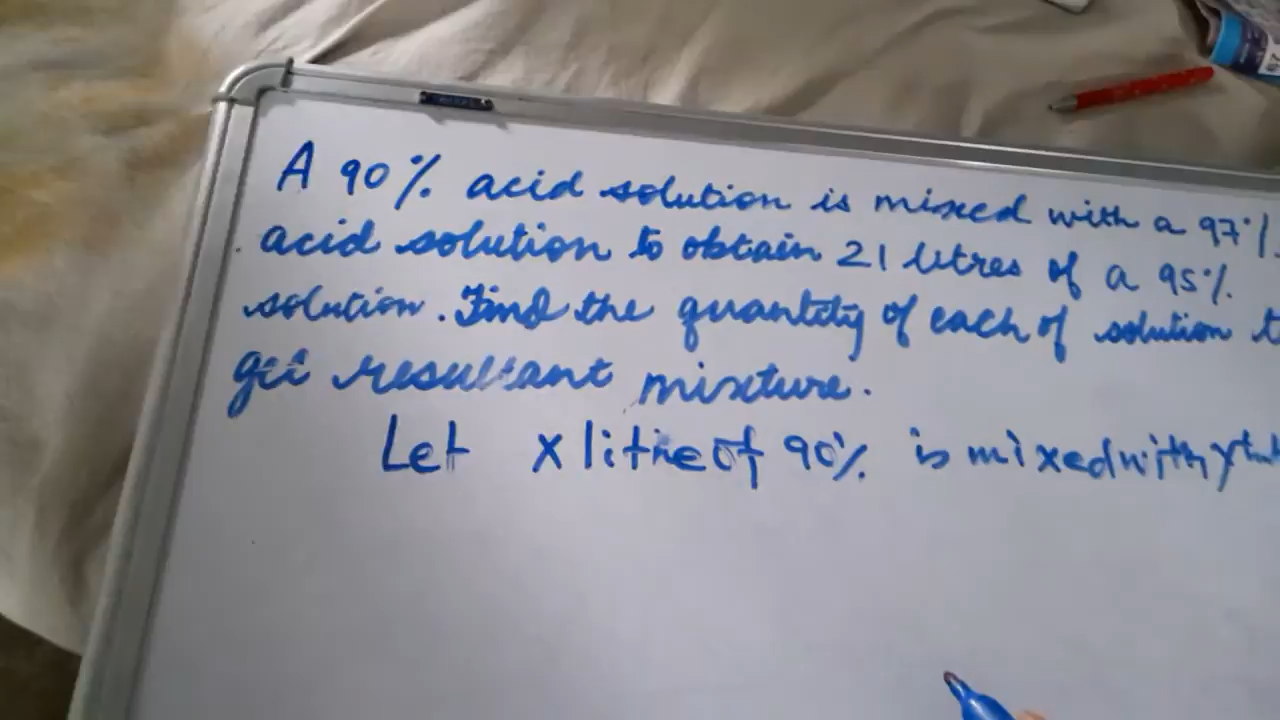 A 90% acid solution is mixed with a 97%
acid solution to obtain 21 litres of a 95%
solution. Find the quantity of each of solution
get resultant mixture.
Let x litre of 90% is mixed with y